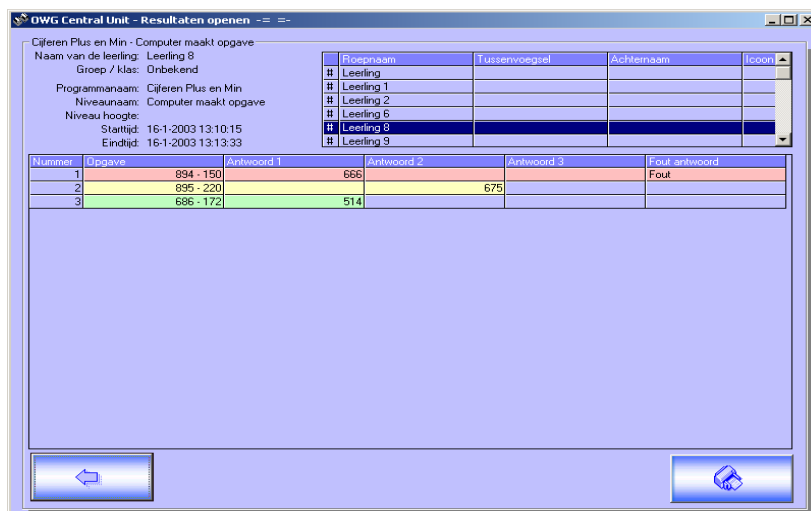 OWG Central Unit - Resultaten openen -= =-
Cijferen Plus en Min - Computer maakt opgave
Naam van de leerling: Leerling 8
Groep / klas: Onbekend
Programmanaam: Cijferen Plus en Min
Niveaunaam: Computer maakt opgave
Niveau hoogte:
Starttijd: 16-1-2003 13:10:15
Eindtijd: 16-1-2003 13:13:33
Roepnaam Tussenvoegsel Achternaam Icoon
# Leerling
# Leerling 1
# Leerling 2
# Leerling 6
# Leerling 8
# Leerling 9
Nummer Opgave Antwoord 1 Antwoord 2 Antwoord 3 Fout antwoord
1 894 - 150 666 Fout
2 895 - 220 675
3 686 - 172 514